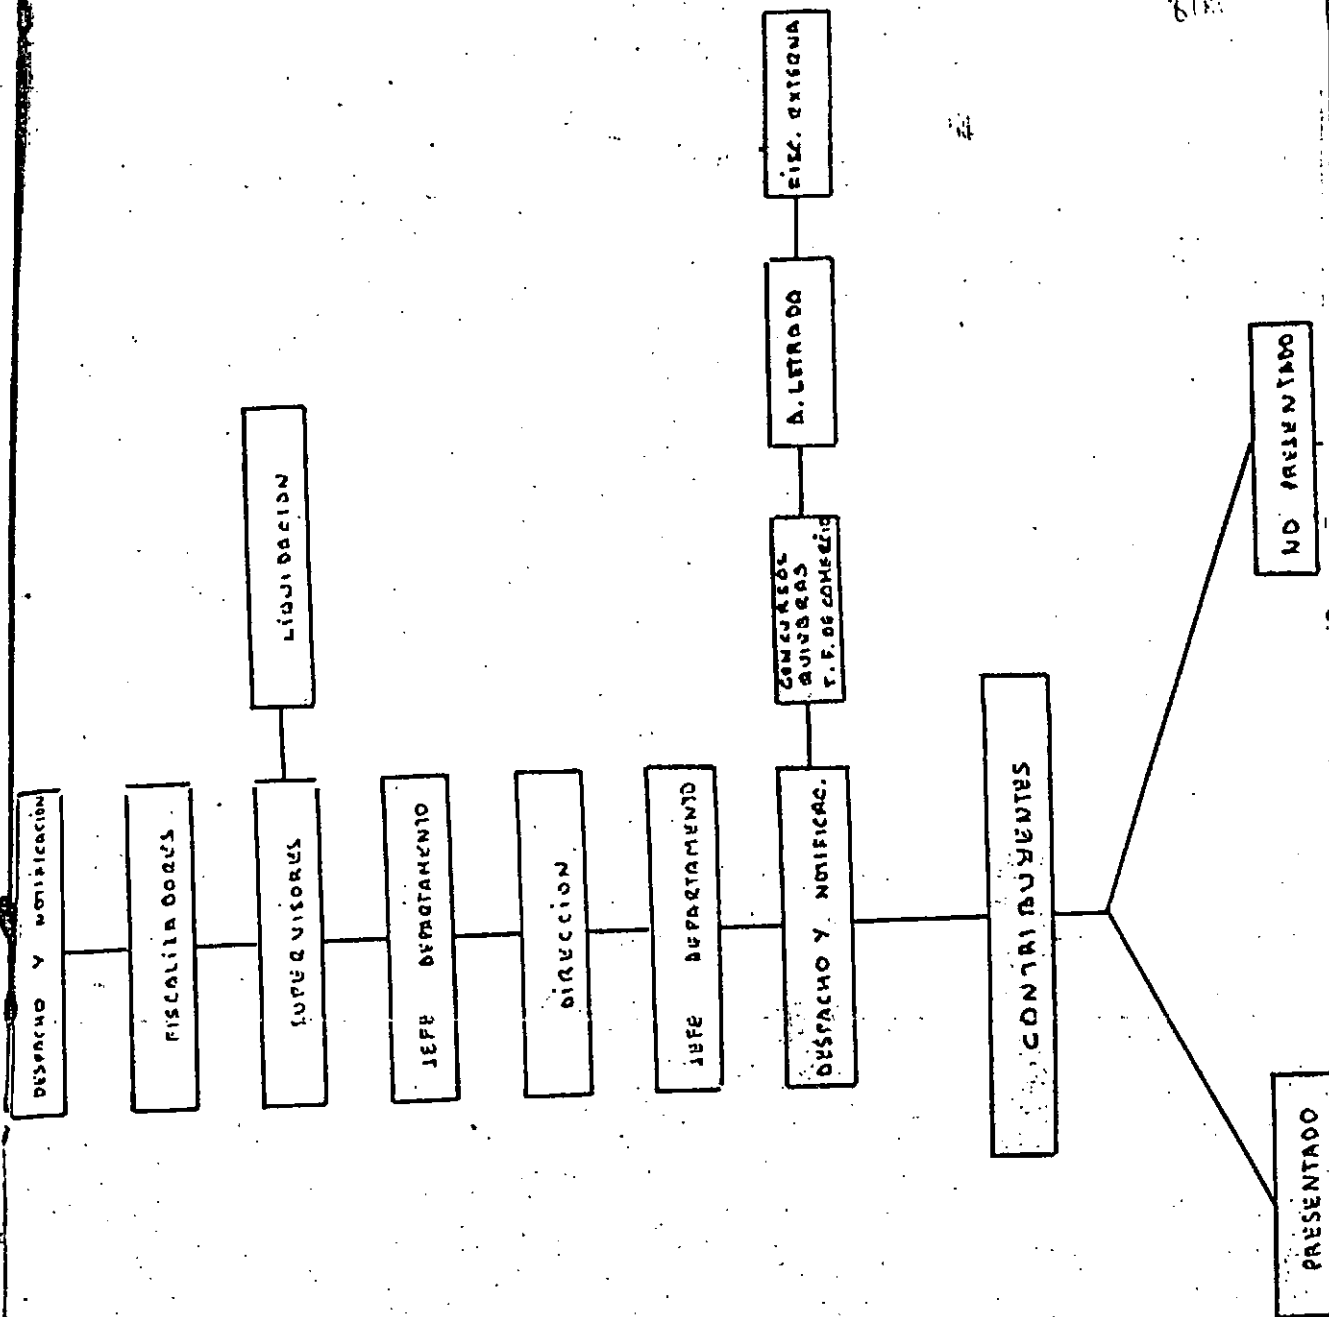 DESPACHO Y NOTIFICACION
FISCALIZADORES
SUPERVISORES
LIQUIDACION
JEFE DEPARTAMENTO
DIRECCION
JEFE DEPARTAMENTO
DESPACHO Y NOTIFICAC.
CONCURSOS
QUIEBRAS
T. F. DE COMERCIO
A. LETRADO
FISC. EXTERNA
CONTRIBUYENTES
PRESENTADO
NO PRESENTADO